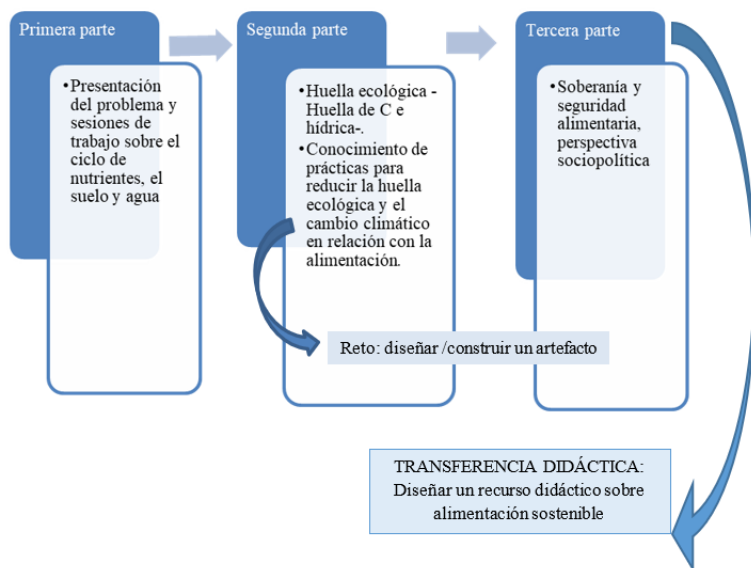 Primera parte
•Presentación
del problema y
sesiones de
trabajo sobre el
ciclo de
nutrientes, el
suelo y agua
Segunda parte
•Huella ecológica -
Huella de C e
hídrica-.
•Conocimiento de
prácticas para
reducir la huella
ecológica y el
cambio climático
en relación con la
alimentación.
Tercera parte
•Soberanía y
seguridad
alimentaria,
perspectiva
sociopolítica
Reto: diseñar /construir un artefacto
TRANSFERENCIA DIDÁCTICA:
Diseñar un recurso didáctico sobre
alimentación sostenible